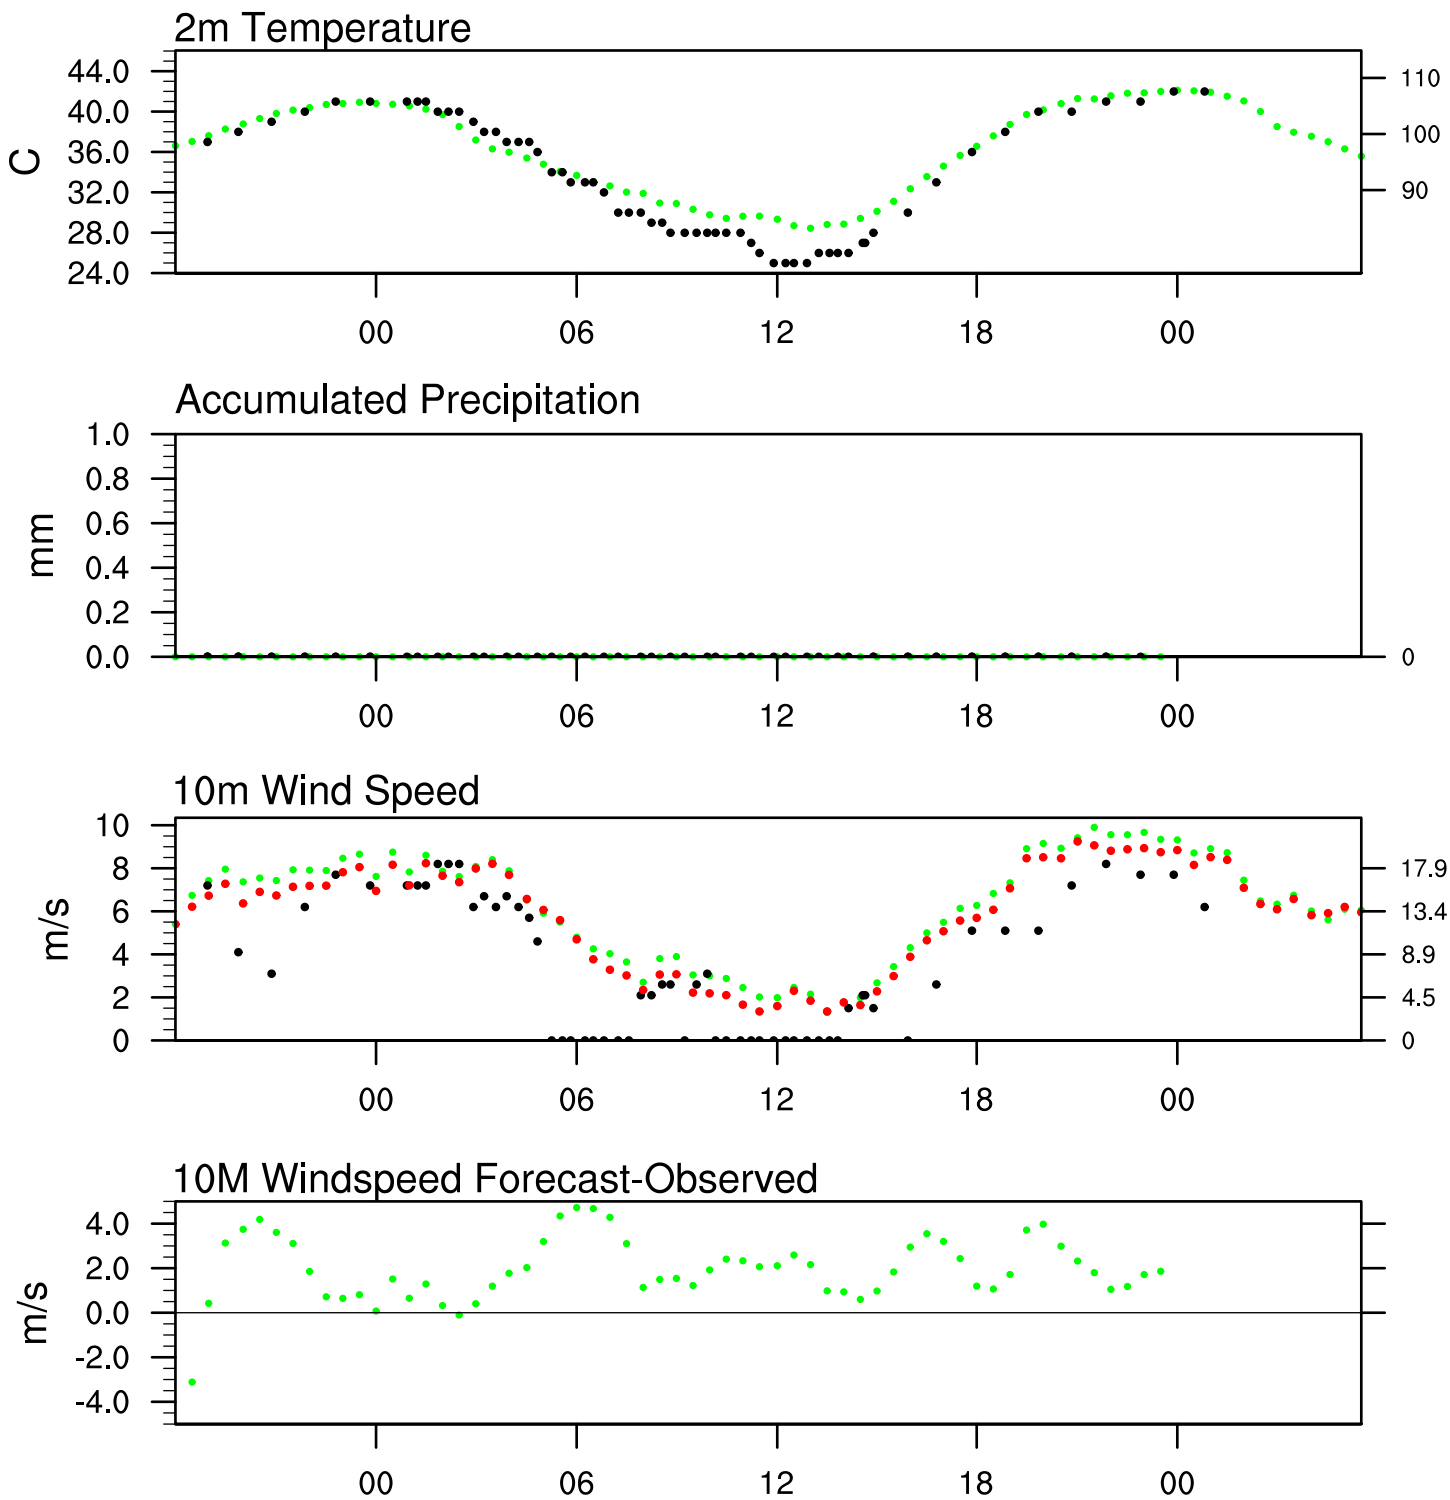 2m Temperature
44.0
40.0
36.0
32.0
28.0
24.0
C
110
100
90
00 06 12 18 00
Accumulated Precipitation
1.0
0.8
0.6
0.4
0.2
0.0
mm
0
00 06 12 18 00
10m Wind Speed
10
8
6
4
2
0
m/s
17.9
13.4
8.9
4.5
0
00 06 12 18 00
10M Windspeed Forecast-Observed
4.0
2.0
0.0
-2.0
-4.0
m/s
00 06 12 18 00